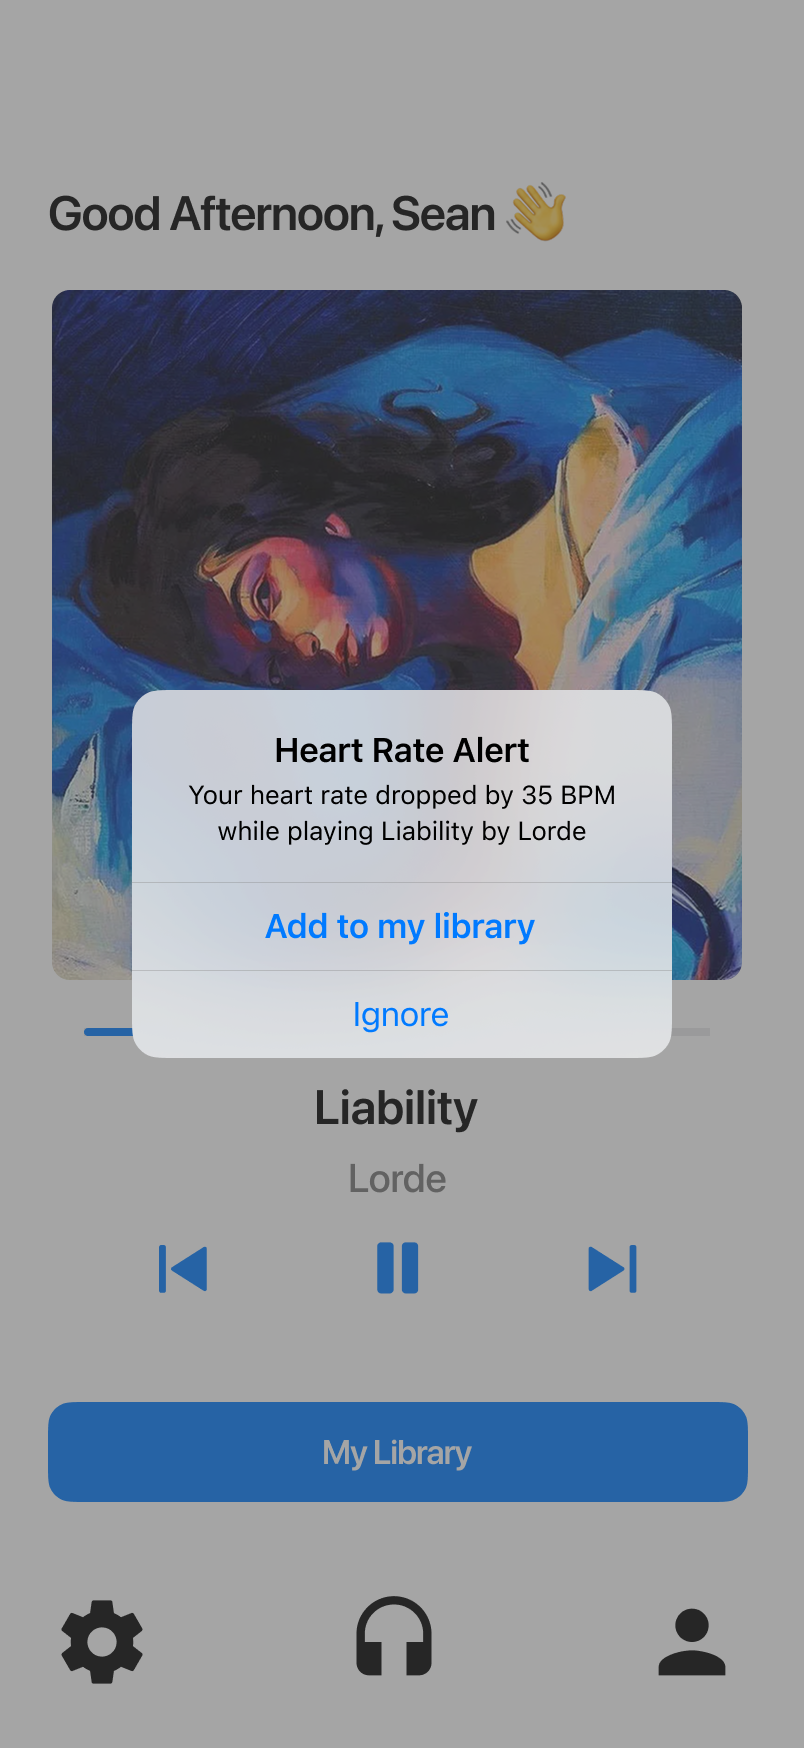 Good Afternoon, Sean 👋
Heart Rate Alert
Your heart rate dropped by 35 BPM
while playing Liability by Lorde
Add to my library
Ignore
Liability
Lorde
My Library